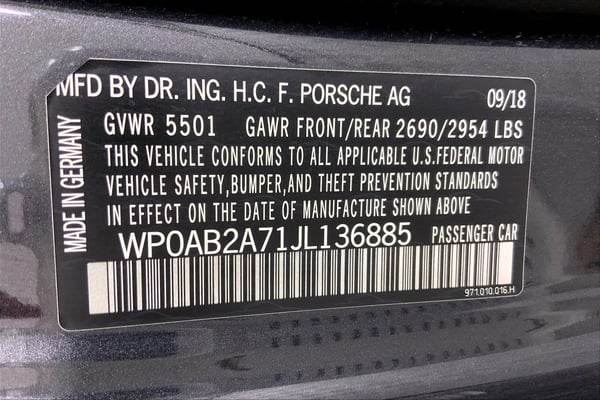 MFD BY DR. ING. H.C. F. PORSCHE AG 09/18
GVWR 5501 GAWR FRONT/REAR 2690/2954 LBS
THIS VEHICLE CONFORMS TO ALL APPLICABLE U.S.FEDERAL MOTOR
VEHICLE SAFETY,BUMPER,AND THEFT PREVENTION STANDARDS
IN EFFECT ON THE DATE OF MANUFACTURE SHOWN ABOVE
WP0AB2A71JL136885 PASSENGER CAR
971.010.016.H
MADE IN GERMANY